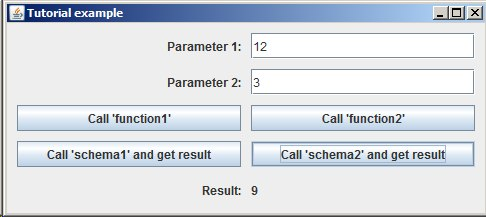 Tutorial example
Parameter 1: 12
Parameter 2: 3
Call 'function1' Call 'function2'
Call 'schema1' and get result Call 'schema2' and get result
Result: 9